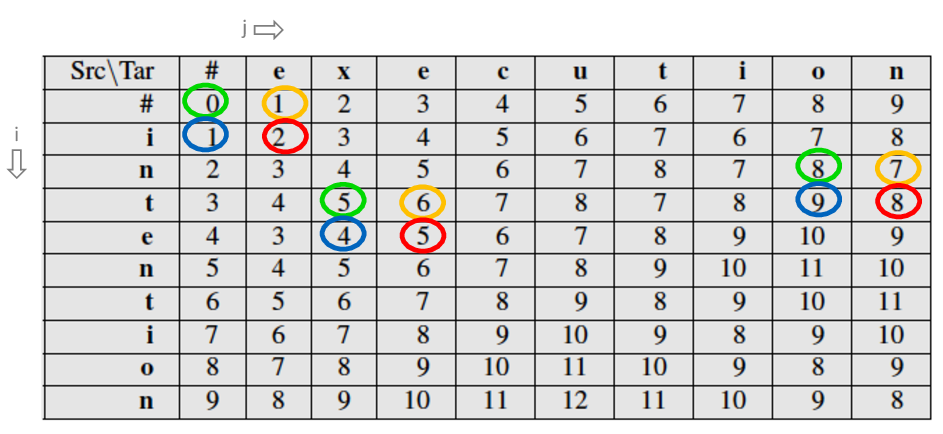 j
i
Src\Tar # e x e c u t i o n
# 0 1 2 3 4 5 6 7 8 9
i 1 2 3 4 5 6 7 6 7 8
n 2 3 4 5 6 7 8 7 8 7
t 3 4 5 6 7 8 7 8 9 8
e 4 3 4 5 6 7 8 9 10 9
n 5 4 5 6 7 8 9 10 11 10
t 6 5 6 7 8 9 8 9 10 11
i 7 6 7 8 9 10 9 8 9 10
o 8 7 8 9 10 11 10 9 8 9
n 9 8 9 10 11 12 11 10 9 8